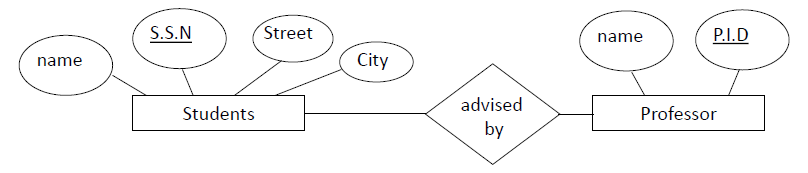 name
S.S.N
Street
City
Students
advised
by
name
P.I.D
Professor